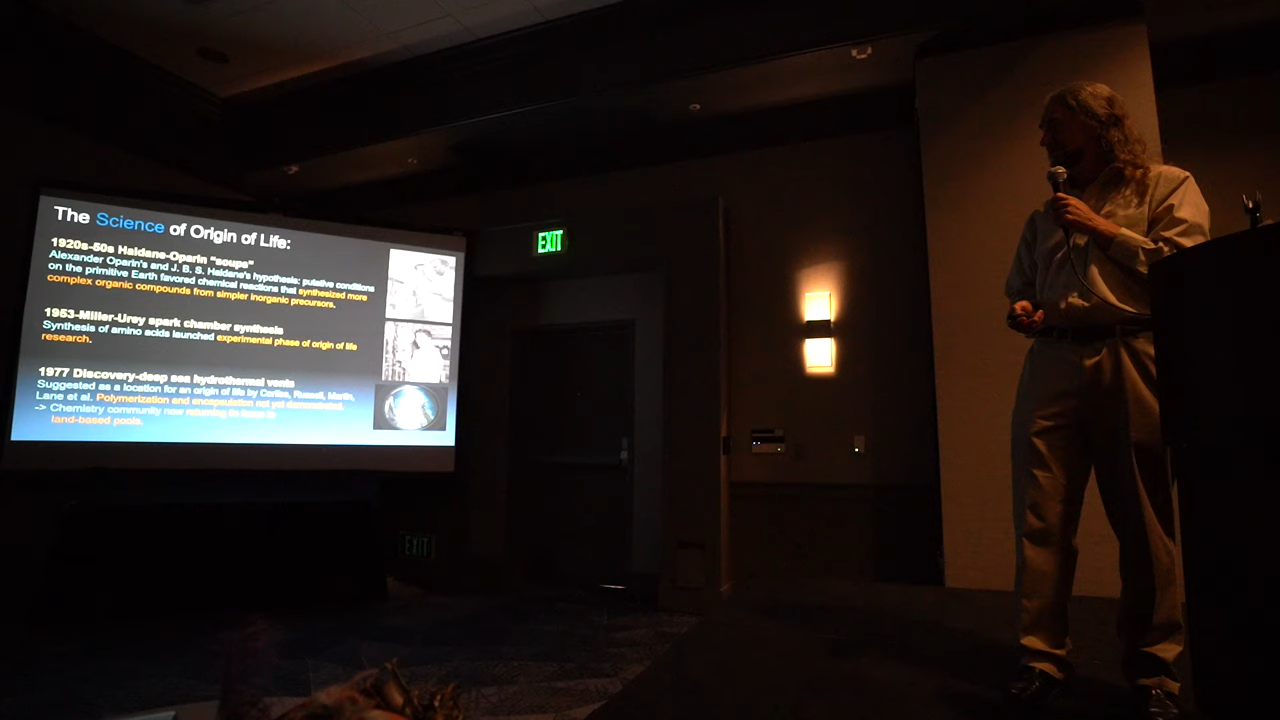 The Science of Origin of Life:
1920s-50s Haldane-Oparin "soups"
Alexander Oparin's and J. B. S. Haldane's hypothesis: putative conditions
on the primitive Earth favored chemical reactions that synthesized more
complex organic compounds from simpler inorganic precursors.
1953-Miller-Urey spark chamber synthesis
Synthesis of amino acids launched experimental phase of origin of life
research.
1977 Discovery-deep sea hydrothermal vents
Suggested as a location for an origin of life by Corliss, Russell, Martin,
Lane et al. Polymerization and encapsulation not yet demonstrated.
-> Chemistry community now returning its focus to
land-based pools.
EXIT
EXIT